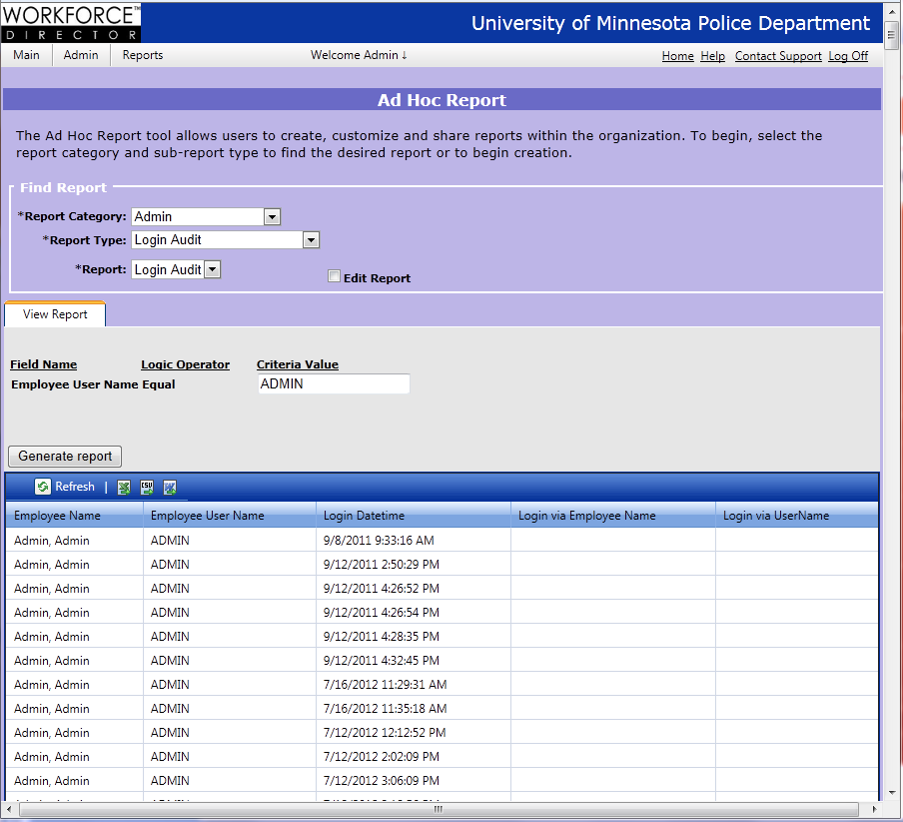 WORKFORCE™
DIRECTOR
University of Minnesota Police Department
Main Admin Reports Welcome Admin ↓ Home Help Contact Support Log Off
Ad Hoc Report
The Ad Hoc Report tool allows users to create, customize and share reports within the organization. To begin, select the
report category and sub-report type to find the desired report or to begin creation.
Find Report
*Report Category: Admin
*Report Type: Login Audit
*Report: Login Audit Edit Report
View Report
Field Name Logic Operator Criteria Value
Employee User Name Equal ADMIN
Generate report
Refresh | CSV
Employee Name Employee User Name Login Datetime Login via Employee Name Login via UserName
Admin, Admin ADMIN 9/8/2011 9:33:16 AM
Admin, Admin ADMIN 9/12/2011 2:50:29 PM
Admin, Admin ADMIN 9/12/2011 4:26:52 PM
Admin, Admin ADMIN 9/12/2011 4:26:54 PM
Admin, Admin ADMIN 9/12/2011 4:28:35 PM
Admin, Admin ADMIN 9/12/2011 4:32:45 PM
Admin, Admin ADMIN 7/16/2012 11:29:31 AM
Admin, Admin ADMIN 7/16/2012 11:35:18 AM
Admin, Admin ADMIN 7/12/2012 12:12:52 PM
Admin, Admin ADMIN 7/12/2012 2:02:09 PM
Admin, Admin ADMIN 7/12/2012 3:06:09 PM